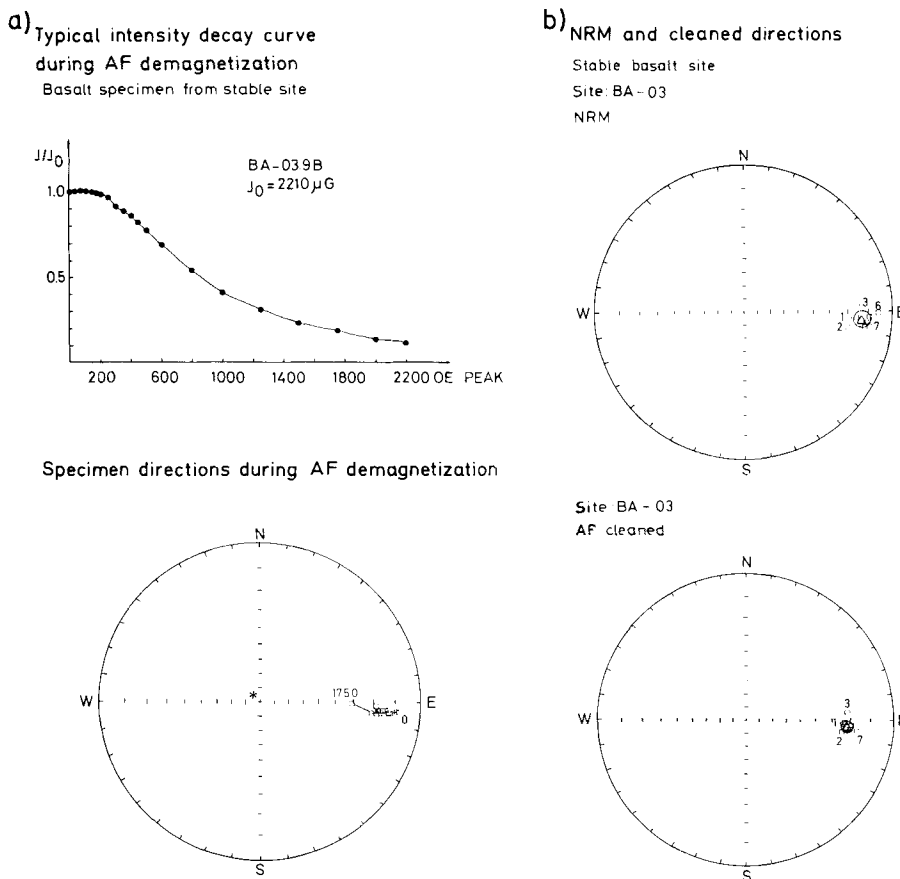 a) Typical intensity decay curve
during AF demagnetization
Basalt specimen from stable site
J/J0
BA-039B
J0 = 2210 µG
1.0
0.5
200 600 1000 1400 1800 2200 OE PEAK
Specimen directions during AF demagnetization
N
W
1750
0
E
S
b) NRM and cleaned directions
Stable basalt site
Site: BA-03
NRM
N
W
3 6
1
2 7
E
S
Site: BA-03
AF cleaned
N
W
3
1
2 7
E
S